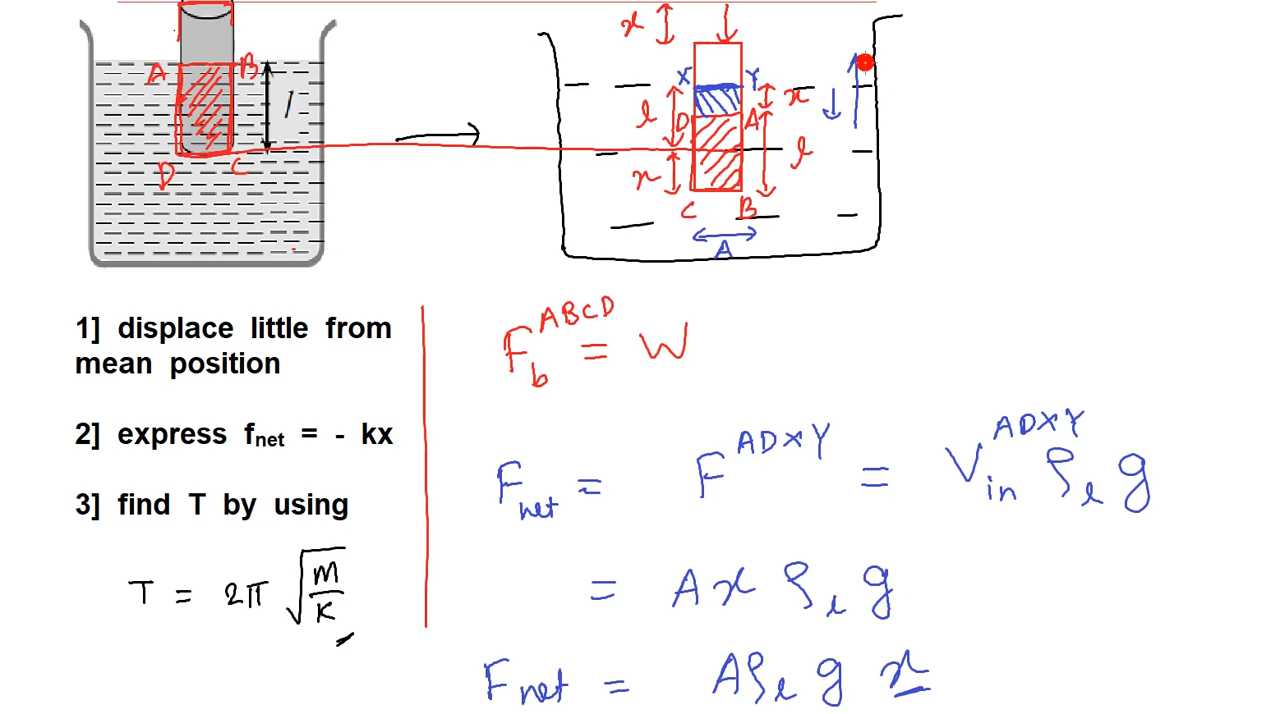 A B
l
D C
x
X Y
l D A x
x l
C B
A
1] displace little from
mean position
2] express fnet = - kx
3] find T by using
T = 2π √(m/K)
F_b^ABCD = W
F_net = F^ADXY = V_in^ADXY ρ_l g
= A x ρ_l g
F_net = A ρ_l g x